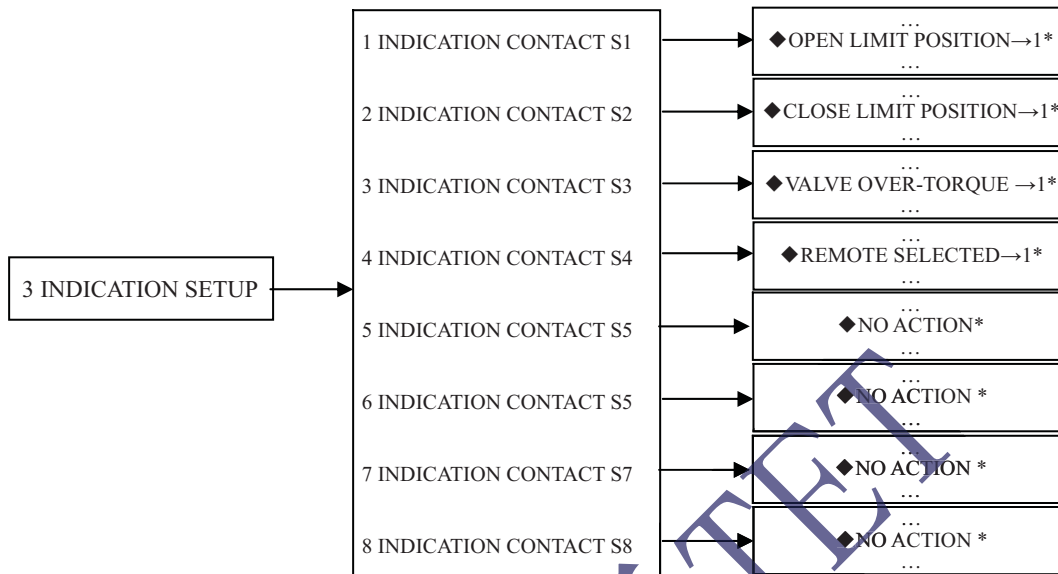 3 INDICATION SETUP
1 INDICATION CONTACT S1
2 INDICATION CONTACT S2
3 INDICATION CONTACT S3
4 INDICATION CONTACT S4
5 INDICATION CONTACT S5
6 INDICATION CONTACT S5
7 INDICATION CONTACT S7
8 INDICATION CONTACT S8
…
◆OPEN LIMIT POSITION→1*
…
…
◆CLOSE LIMIT POSITION→1*
…
…
◆VALVE OVER-TORQUE →1*
…
…
◆REMOTE SELECTED→1*
…
…
◆NO ACTION*
…
…
◆NO ACTION *
…
…
◆NO ACTION *
…
…
◆NO ACTION *
…